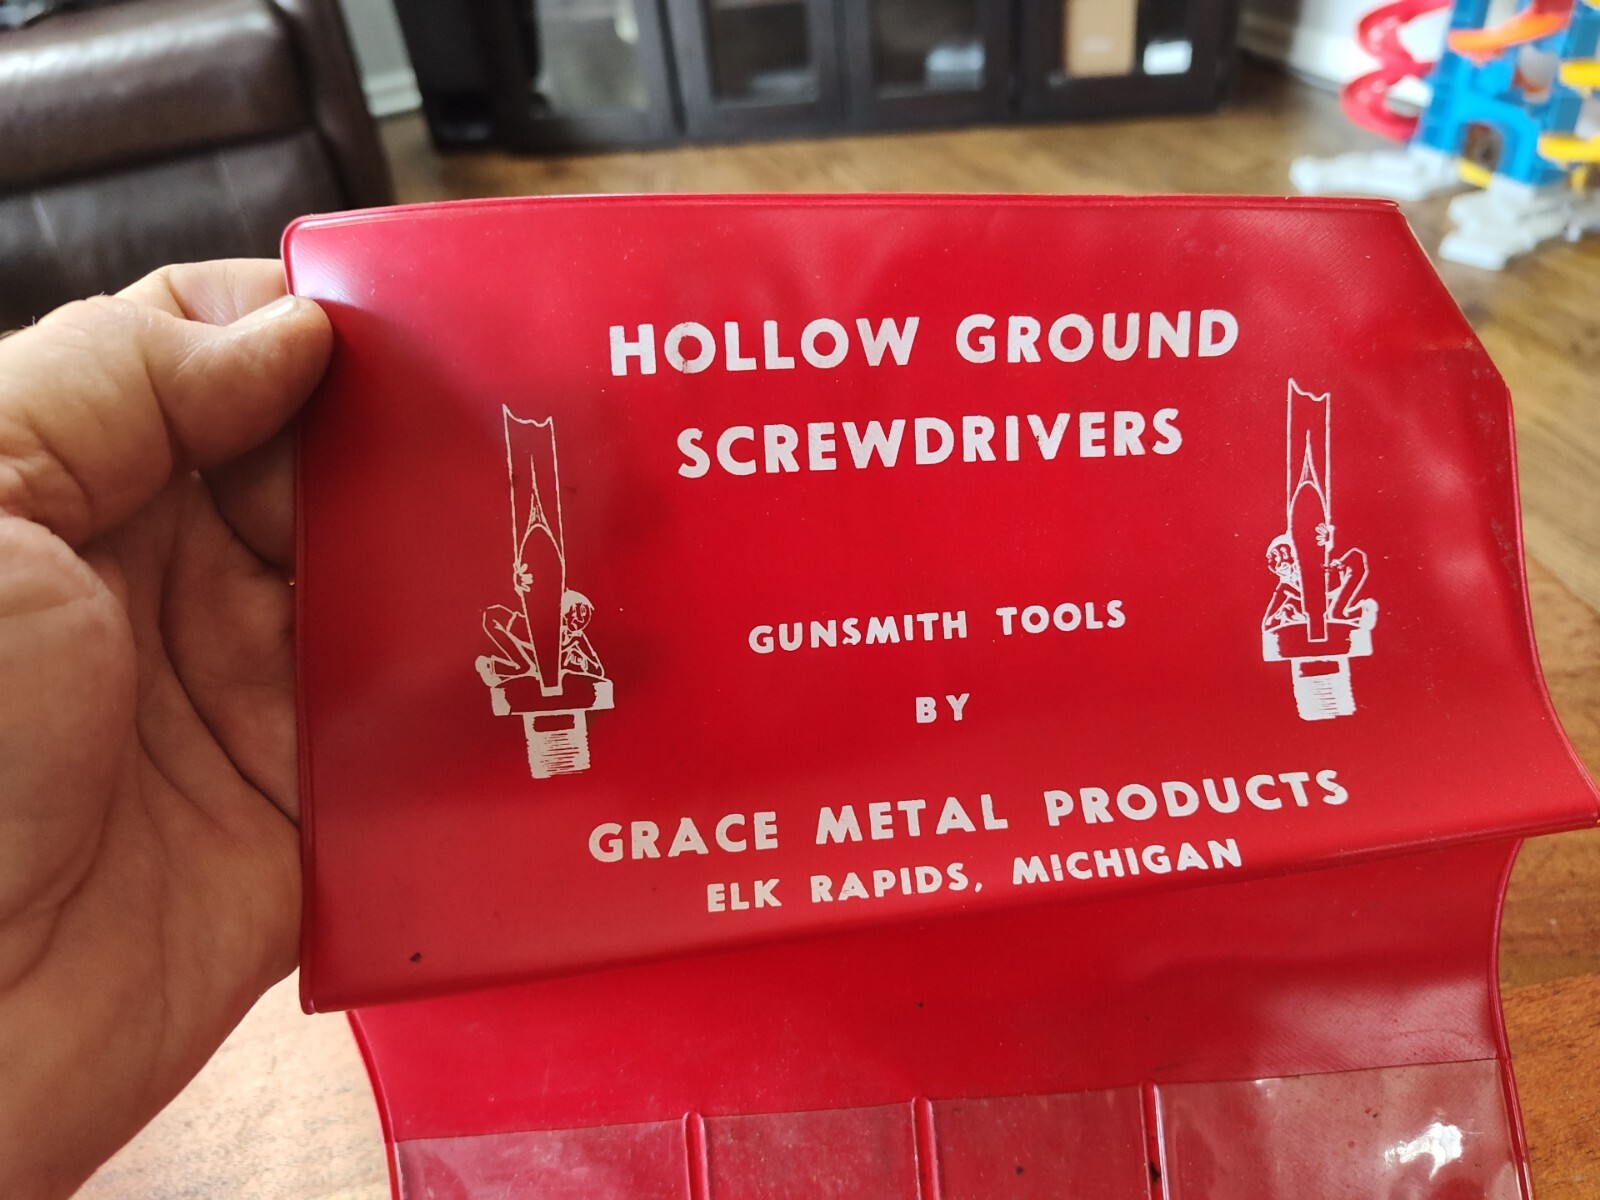 HOLLOW GROUND
SCREWDRIVERS
GUNSMITH TOOLS
BY
GRACE METAL PRODUCTS
ELK RAPIDS, MICHIGAN